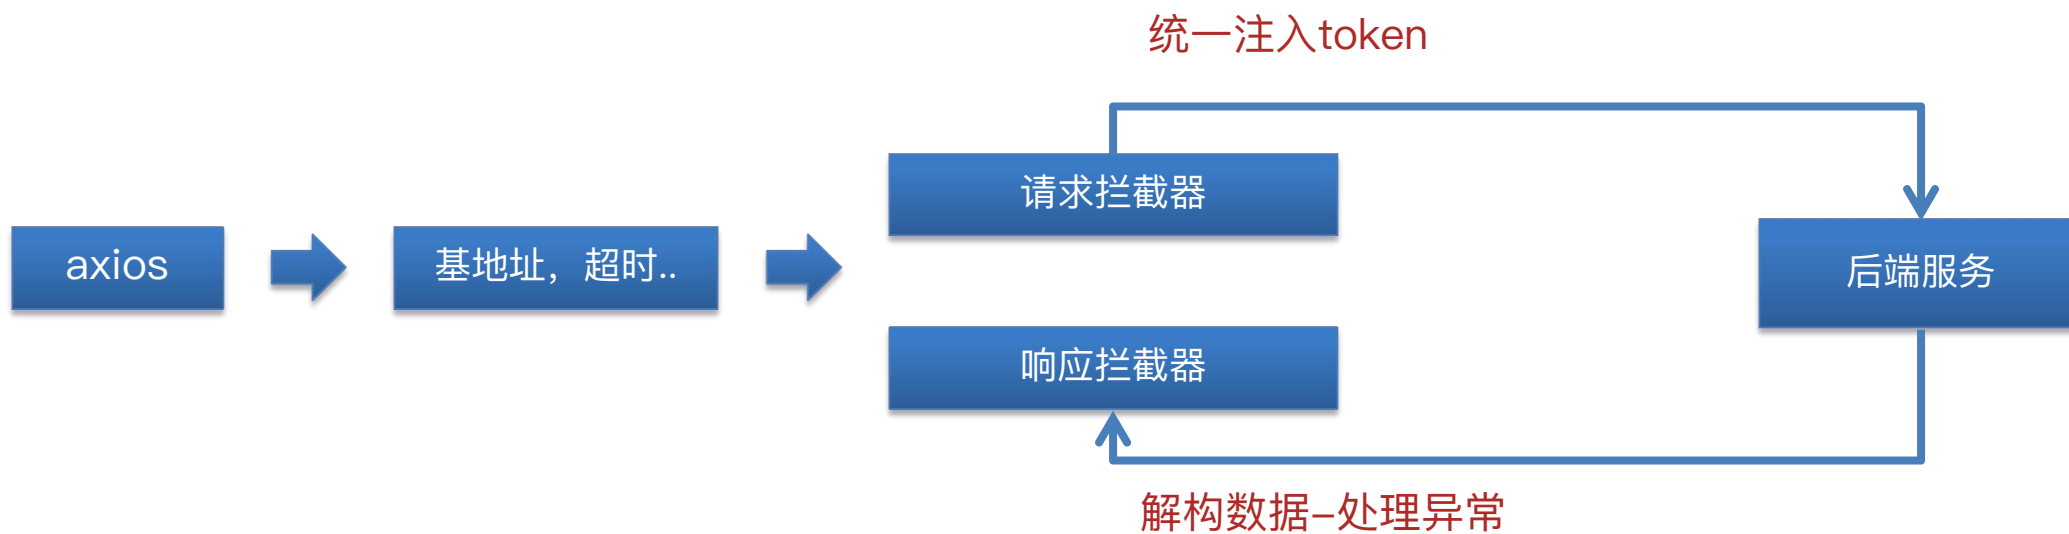 统一注入token
请求拦截器
axios
基地址，超时..
后端服务
响应拦截器
解构数据-处理异常